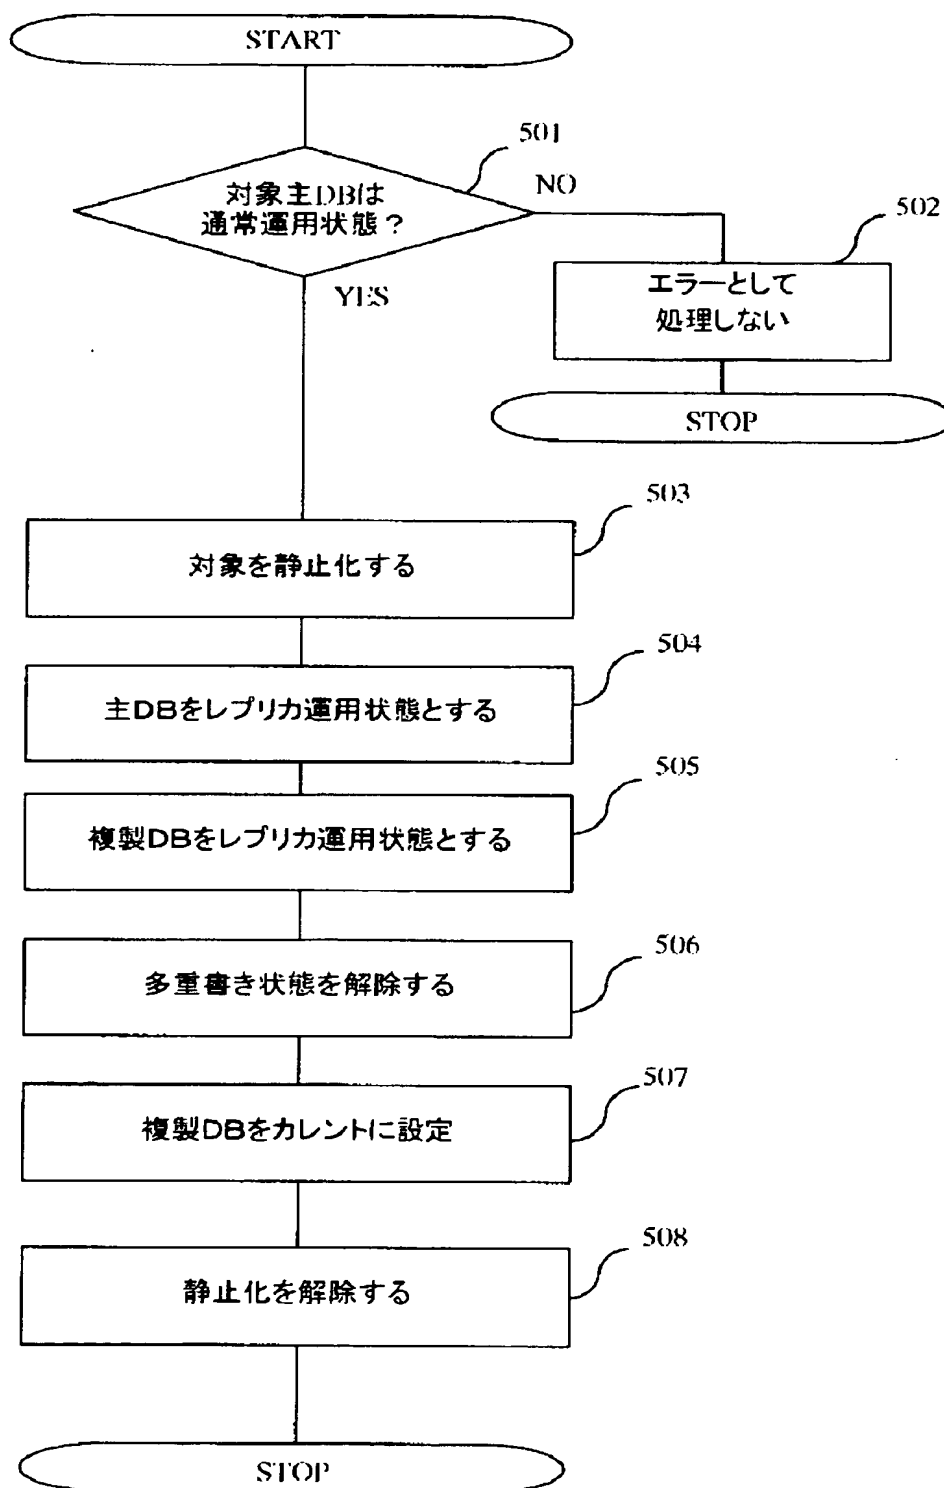 START
501
対象主DBは
通常運用状態？
NO
502
YES
エラーとして
処理しない
STOP
503
対象を静止化する
504
主DBをレプリカ運用状態とする
505
複製DBをレプリカ運用状態とする
506
多重書き状態を解除する
507
複製DBをカレントに設定
508
静止化を解除する
STOP